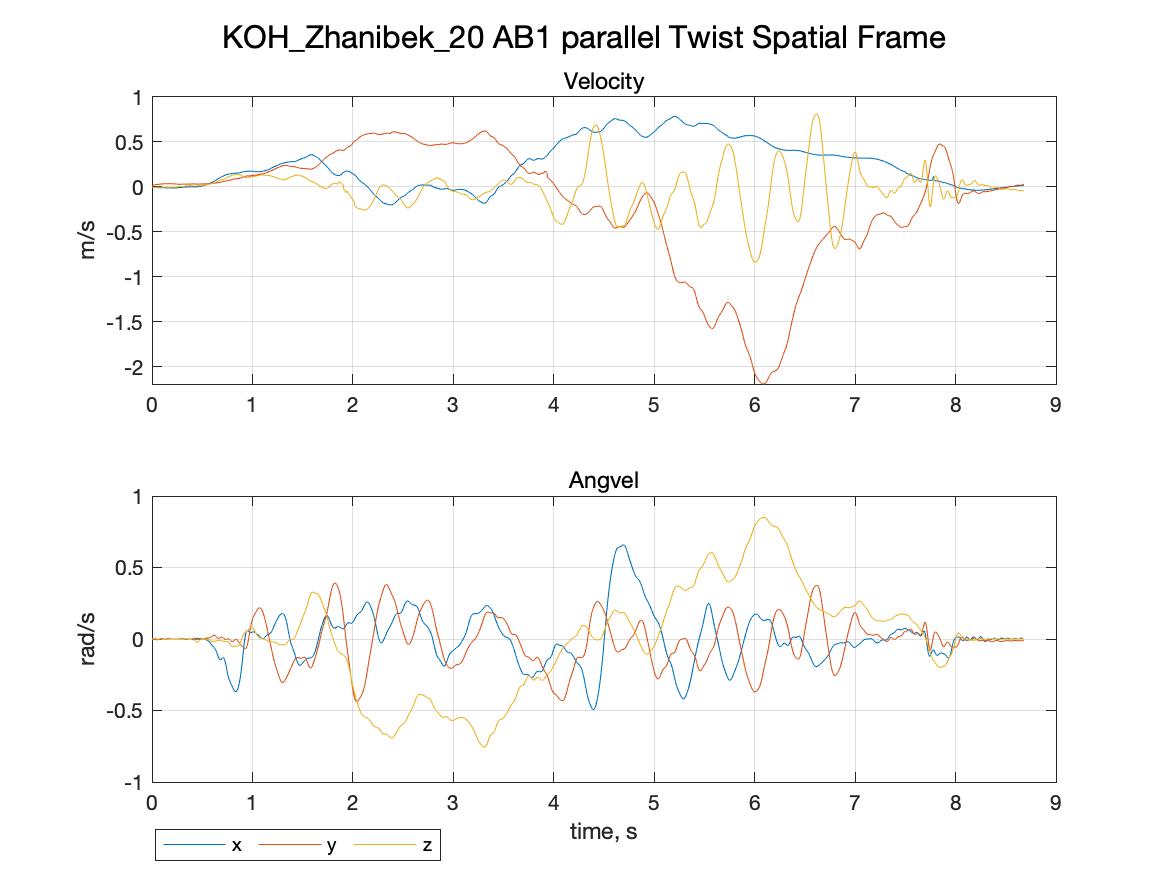 KOH_Zhanibek_20 AB1 parallel Twist Spatial Frame
Velocity
1
0.5
0
-0.5
-1
-1.5
-2
m/s
0 1 2 3 4 5 6 7 8 9
Angvel
1
0.5
0
-0.5
-1
rad/s
0 1 2 3 4 5 6 7 8 9
time, s
x y z